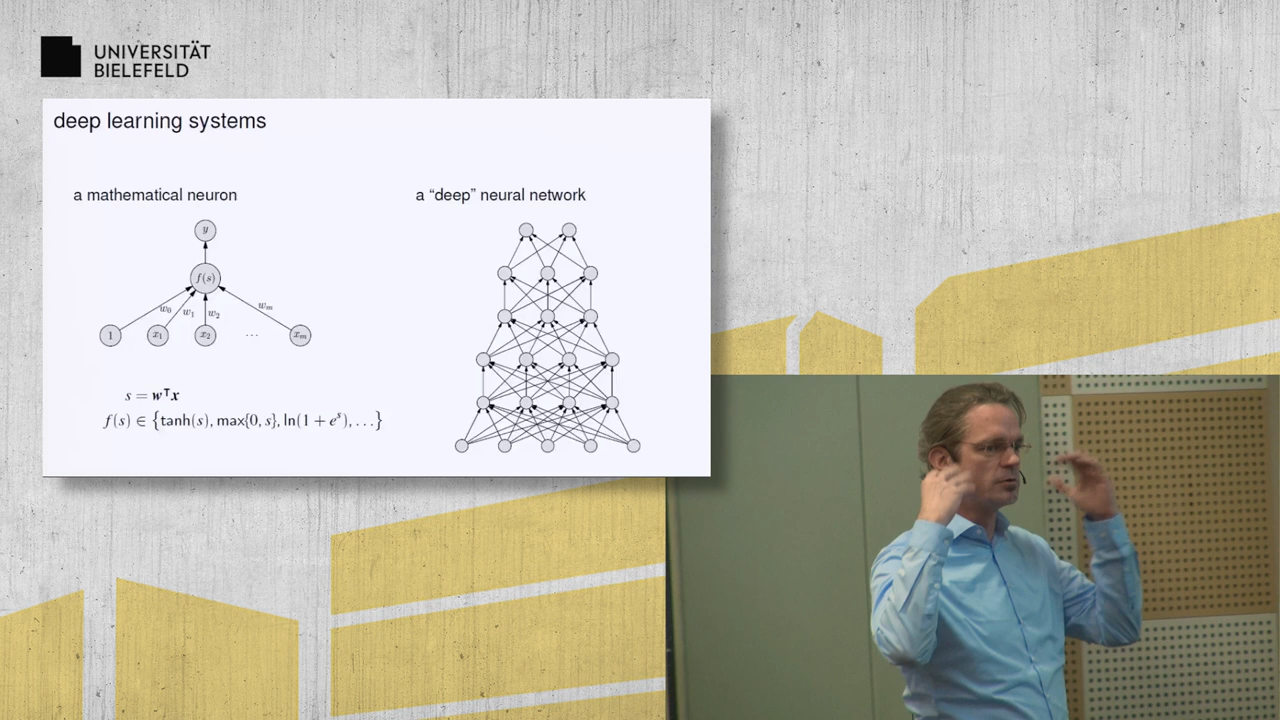 UNIVERSITÄT
BIELEFELD
deep learning systems
a mathematical neuron
a “deep” neural network
y
f(s)
w₀
w₁
w₂
wₘ
1
x₁
x₂
...
xₘ
s = wᵀx
f(s) ∈ {tanh(s), max{0, s}, ln(1 + eˢ), . . .}